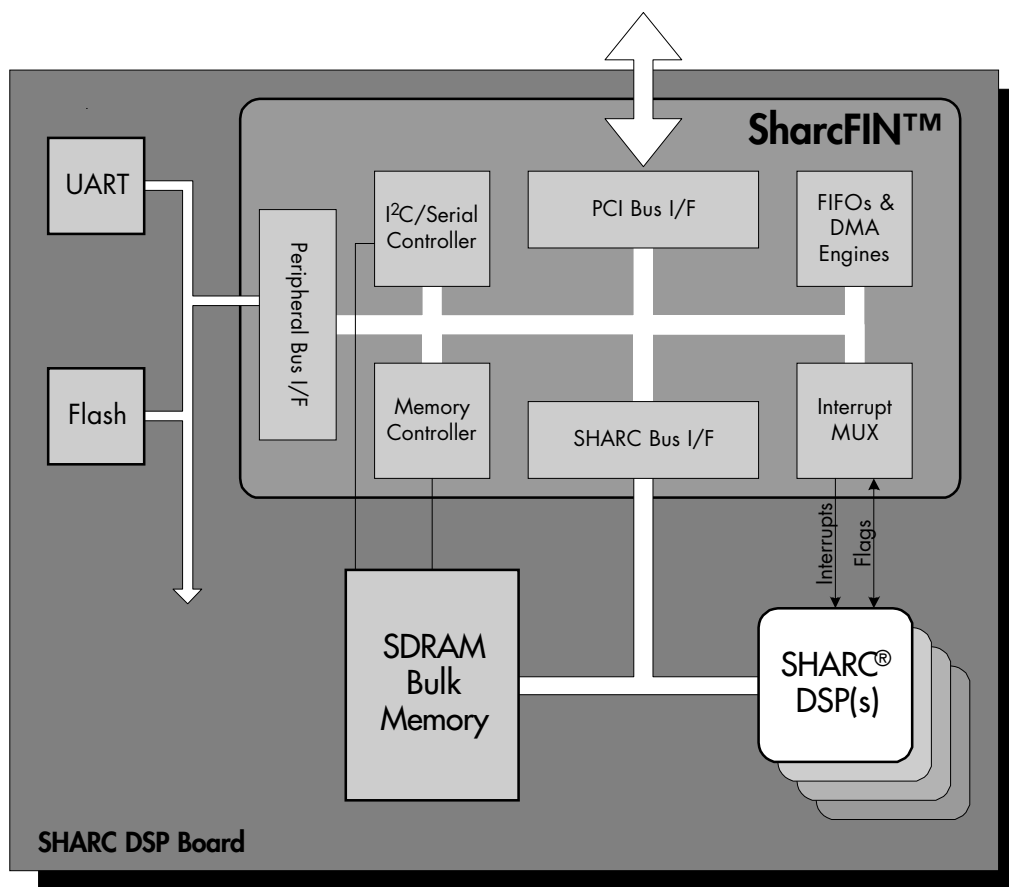 SharcFIN™
UART
I²C/Serial
Controller
PCI Bus I/F
FIFOs &
DMA
Engines
Peripheral Bus I/F
Flash
Memory
Controller
SHARC Bus I/F
Interrupt
MUX
Interrupts
Flags
SDRAM
Bulk
Memory
SHARC®
DSP(s)
SHARC DSP Board